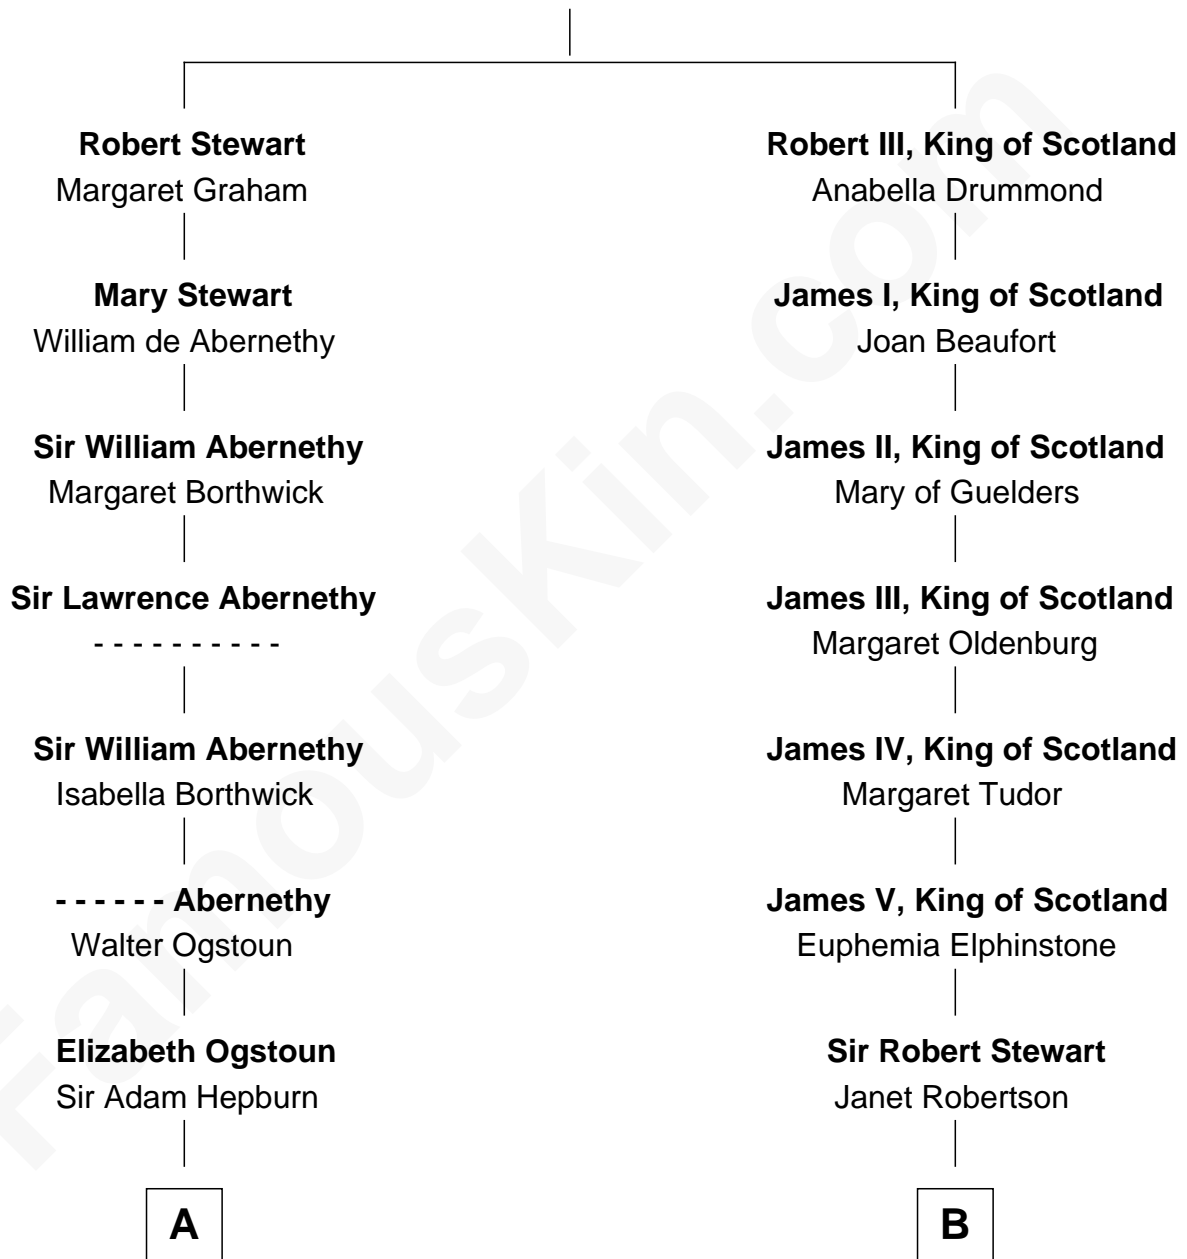 Robert Stewart
Margaret Graham
Mary Stewart
William de Abernethy
Sir William Abernethy
Margaret Borthwick
Sir Lawrence Abernethy
- - - - - - - - - -
Sir William Abernethy
Isabella Borthwick
- - - - - - Abernethy
Walter Ogstoun
Elizabeth Ogstoun
Sir Adam Hepburn
A
Robert III, King of Scotland
Anabella Drummond
James I, King of Scotland
Joan Beaufort
James II, King of Scotland
Mary of Guelders
James III, King of Scotland
Margaret Oldenburg
James IV, King of Scotland
Margaret Tudor
James V, King of Scotland
Euphemia Elphinstone
Sir Robert Stewart
Janet Robertson
B
FamousKin.com